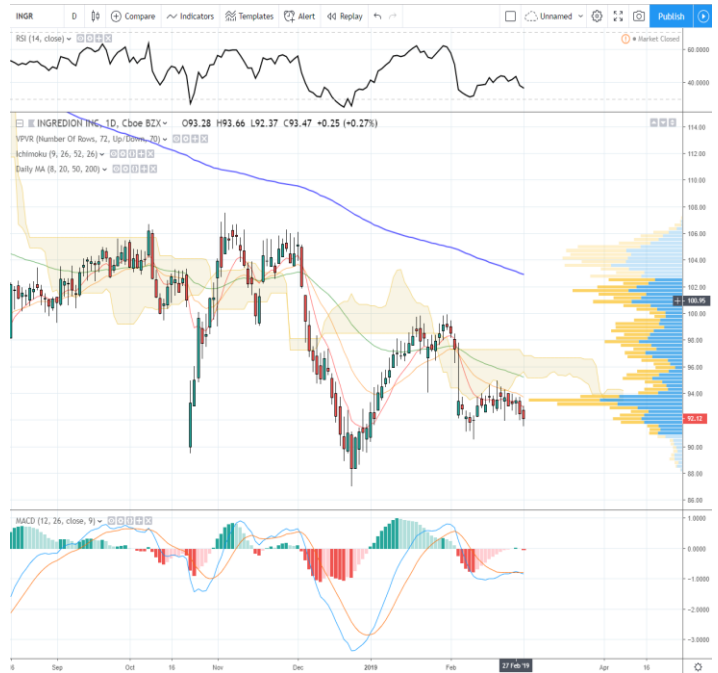 INGR D Compare Indicators Templates Alert Replay Unnamed Publish
RSI (14, close)
Market Closed
60.0000
40.0000
INGREDION INC, 1D, Cboe BZX O93.28 H93.66 L92.37 C93.47 +0.25 (+0.27%)
VPVR (Number Of Rows, 72, Up/Down, 70)
Ichimoku (9, 26, 52, 26)
Daily MA (8, 20, 50, 200)
114.00
112.00
110.00
108.00
106.00
104.00
102.00
100.95
100.00
98.00
96.00
94.00
92.12
90.00
88.00
86.00
MACD (12, 26, close, 9)
1.0000
0.0000
-1.0000
-2.0000
-3.0000
6 Sep Oct 16 Nov Dec 2019 Feb 27 Feb '19 Apr 16